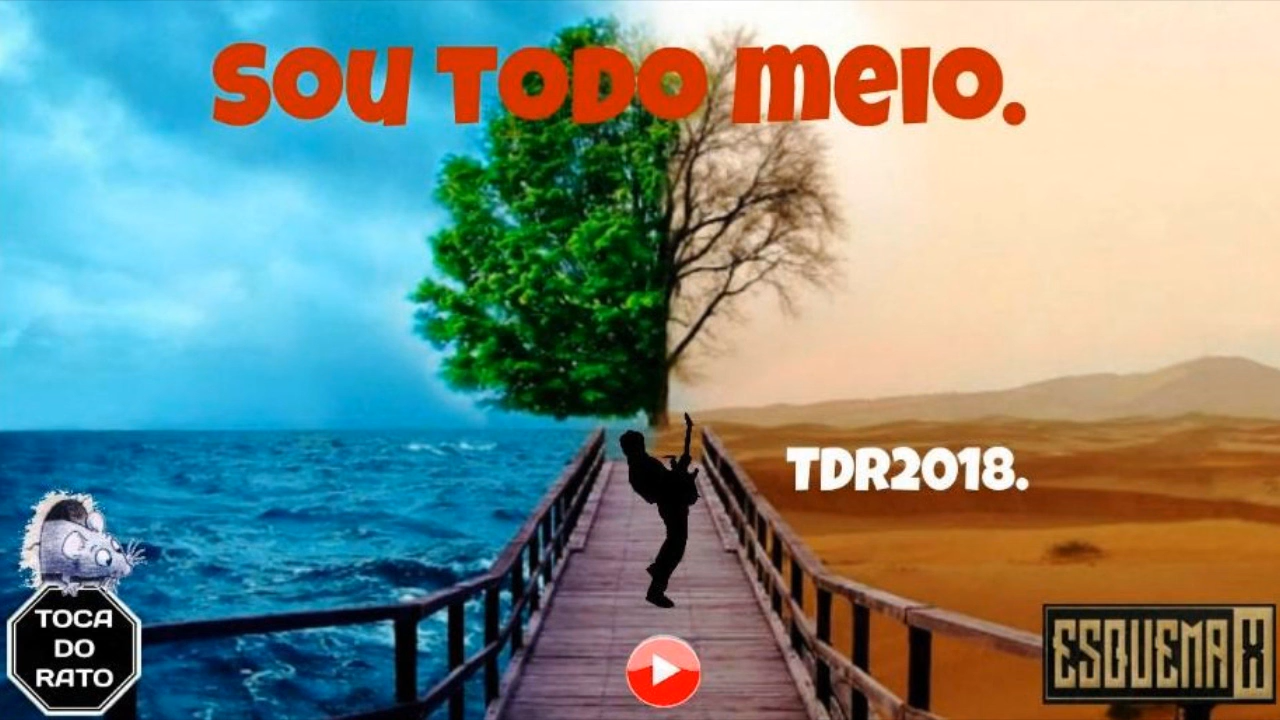 Sou Todo meio.
TDR2018.
TOCA
DO
RATO
ESQUEMA X